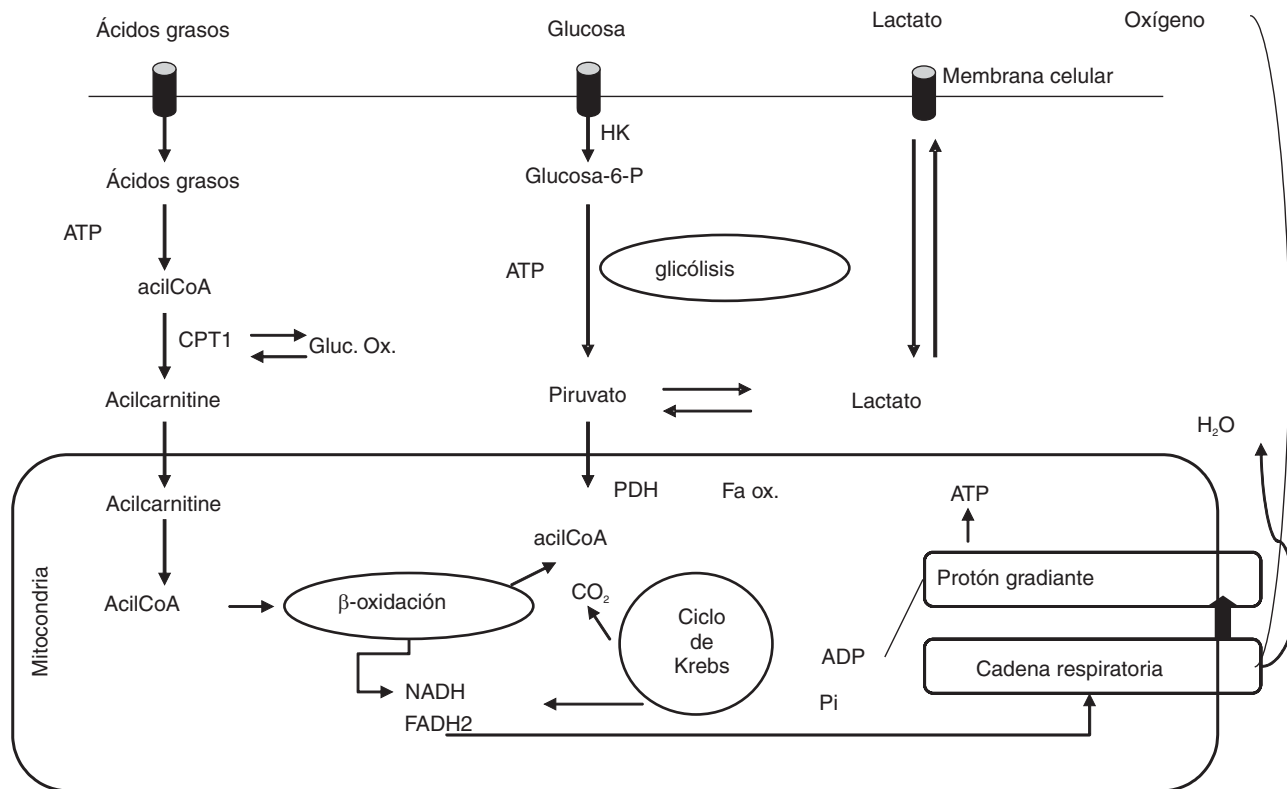 Ácidos grasos
Glucosa
Lactato
Oxígeno
Membrana celular
HK
Ácidos grasos
Glucosa-6-P
ATP
ATP
glicólisis
acilCoA
CPT1
Gluc. Ox.
Acilcarnitine
Piruvato
Lactato
H₂O
Acilcarnitine
PDH
Fa ox.
ATP
acilCoA
Protón gradiante
AcilCoA
β-oxidación
CO₂
Ciclo
de
Krebs
Mitocondria
ADP
Cadena respiratoria
NADH
Pi
FADH2